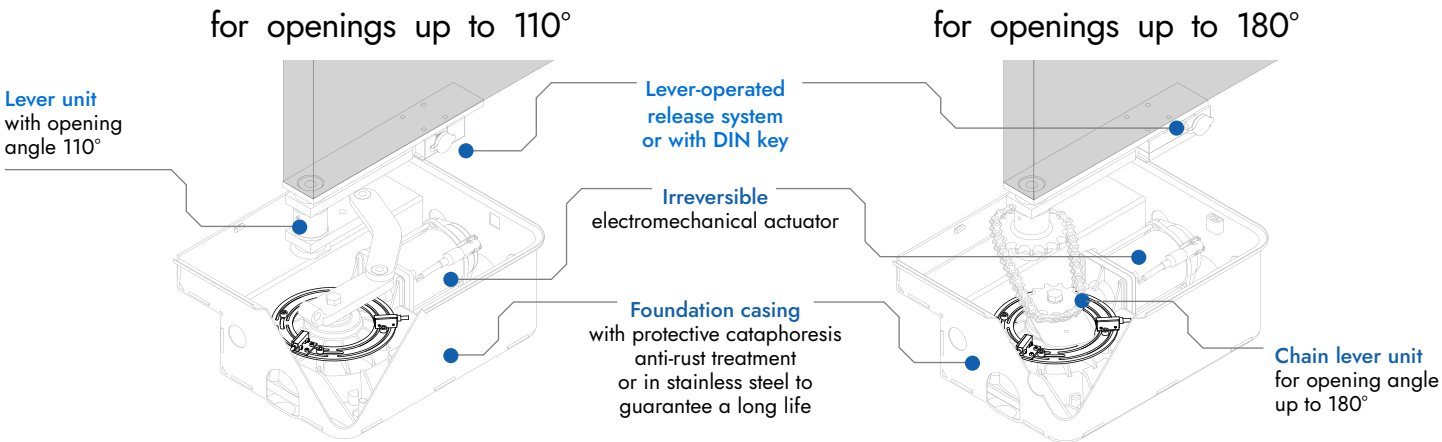 for openings up to 110°
for openings up to 180°
Lever unit
with opening
angle 110°
Lever-operated
release system
or with DIN key
Irreversible
electromechanical actuator
Foundation casing
with protective cataphoresis
anti-rust treatment
or in stainless steel to
guarantee a long life
Chain lever unit
for opening angle
up to 180°